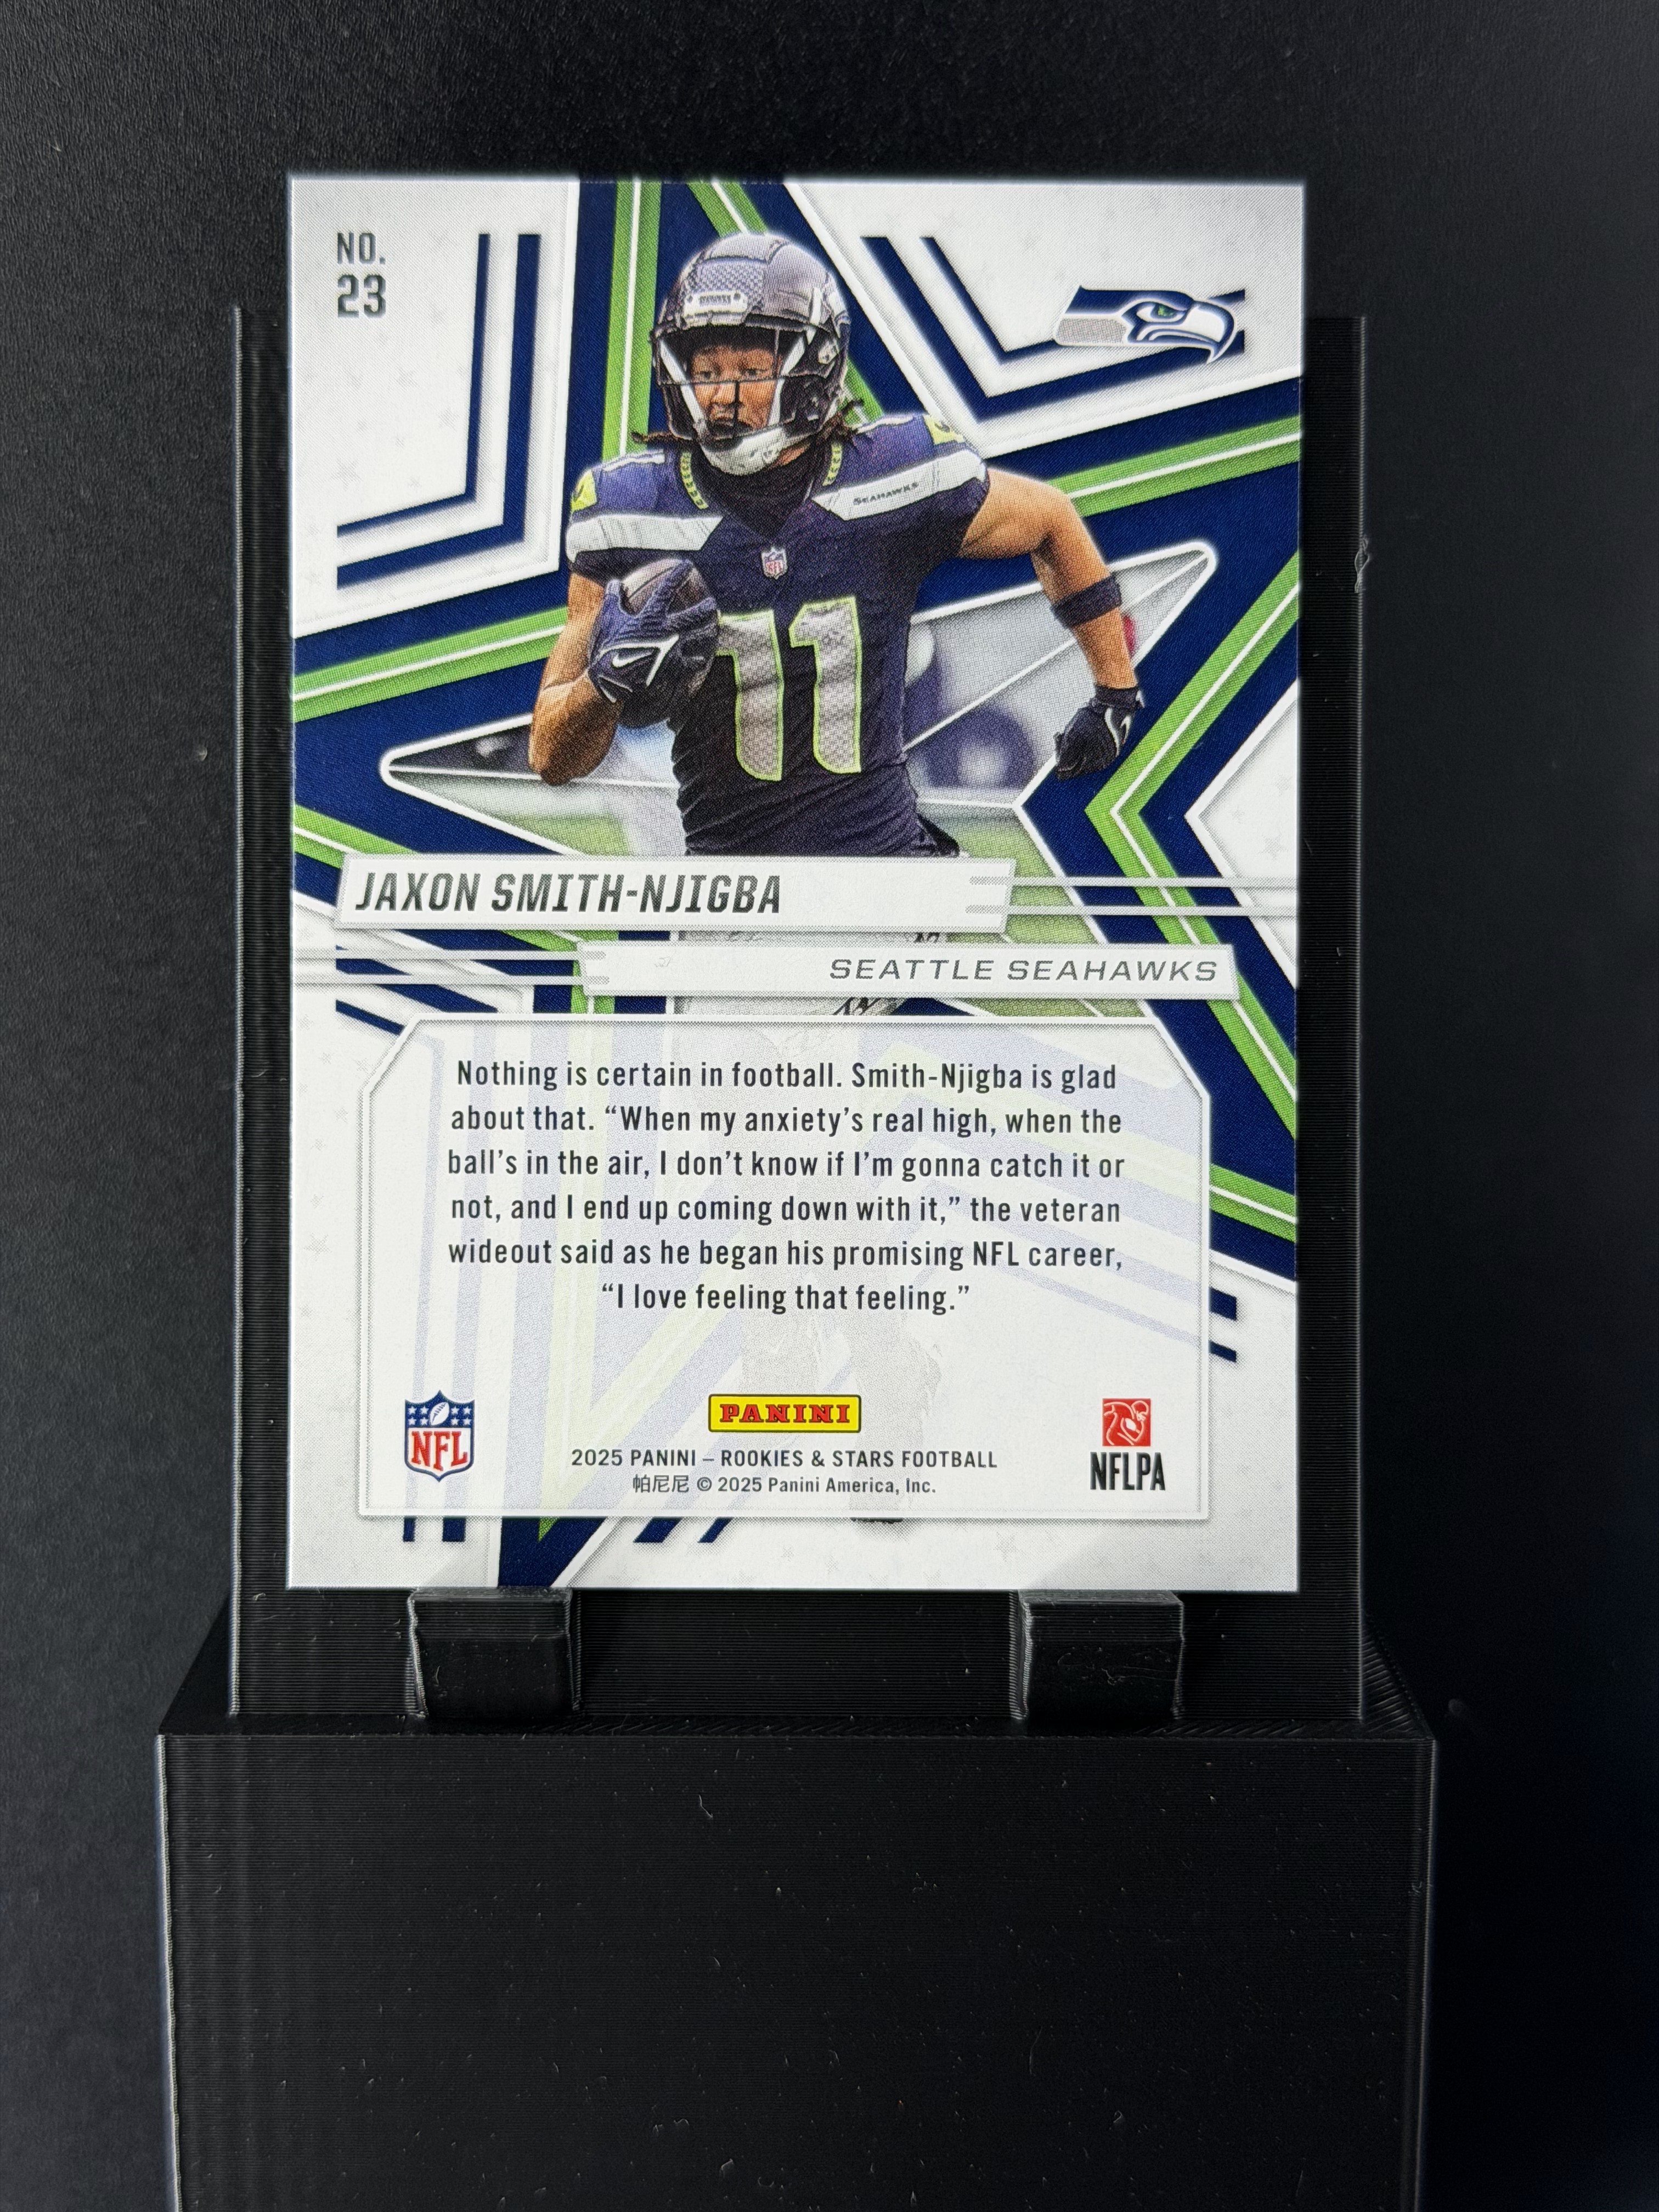 NO.
23
SEAHAWKS
NFL
11
JAXON SMITH-NJIGBA
SEATTLE SEAHAWKS
Nothing is certain in football. Smith-Njigba is glad
about that. “When my anxiety’s real high, when the
ball’s in the air, I don’t know if I’m gonna catch it or
not, and I end up coming down with it,” the veteran
wideout said as he began his promising NFL career,
“I love feeling that feeling.”
NFL
PANINI
2025 PANINI – ROOKIES & STARS FOOTBALL
帕尼尼 © 2025 Panini America, Inc.
NFLPA